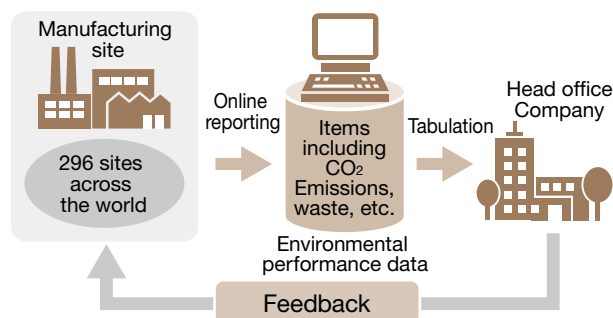 Manufacturing
site
296 sites
across
the world
Online
reporting
Items
including
CO₂
Emissions,
waste, etc.
Environmental
performance data
Tabulation
Head office
Company
Feedback